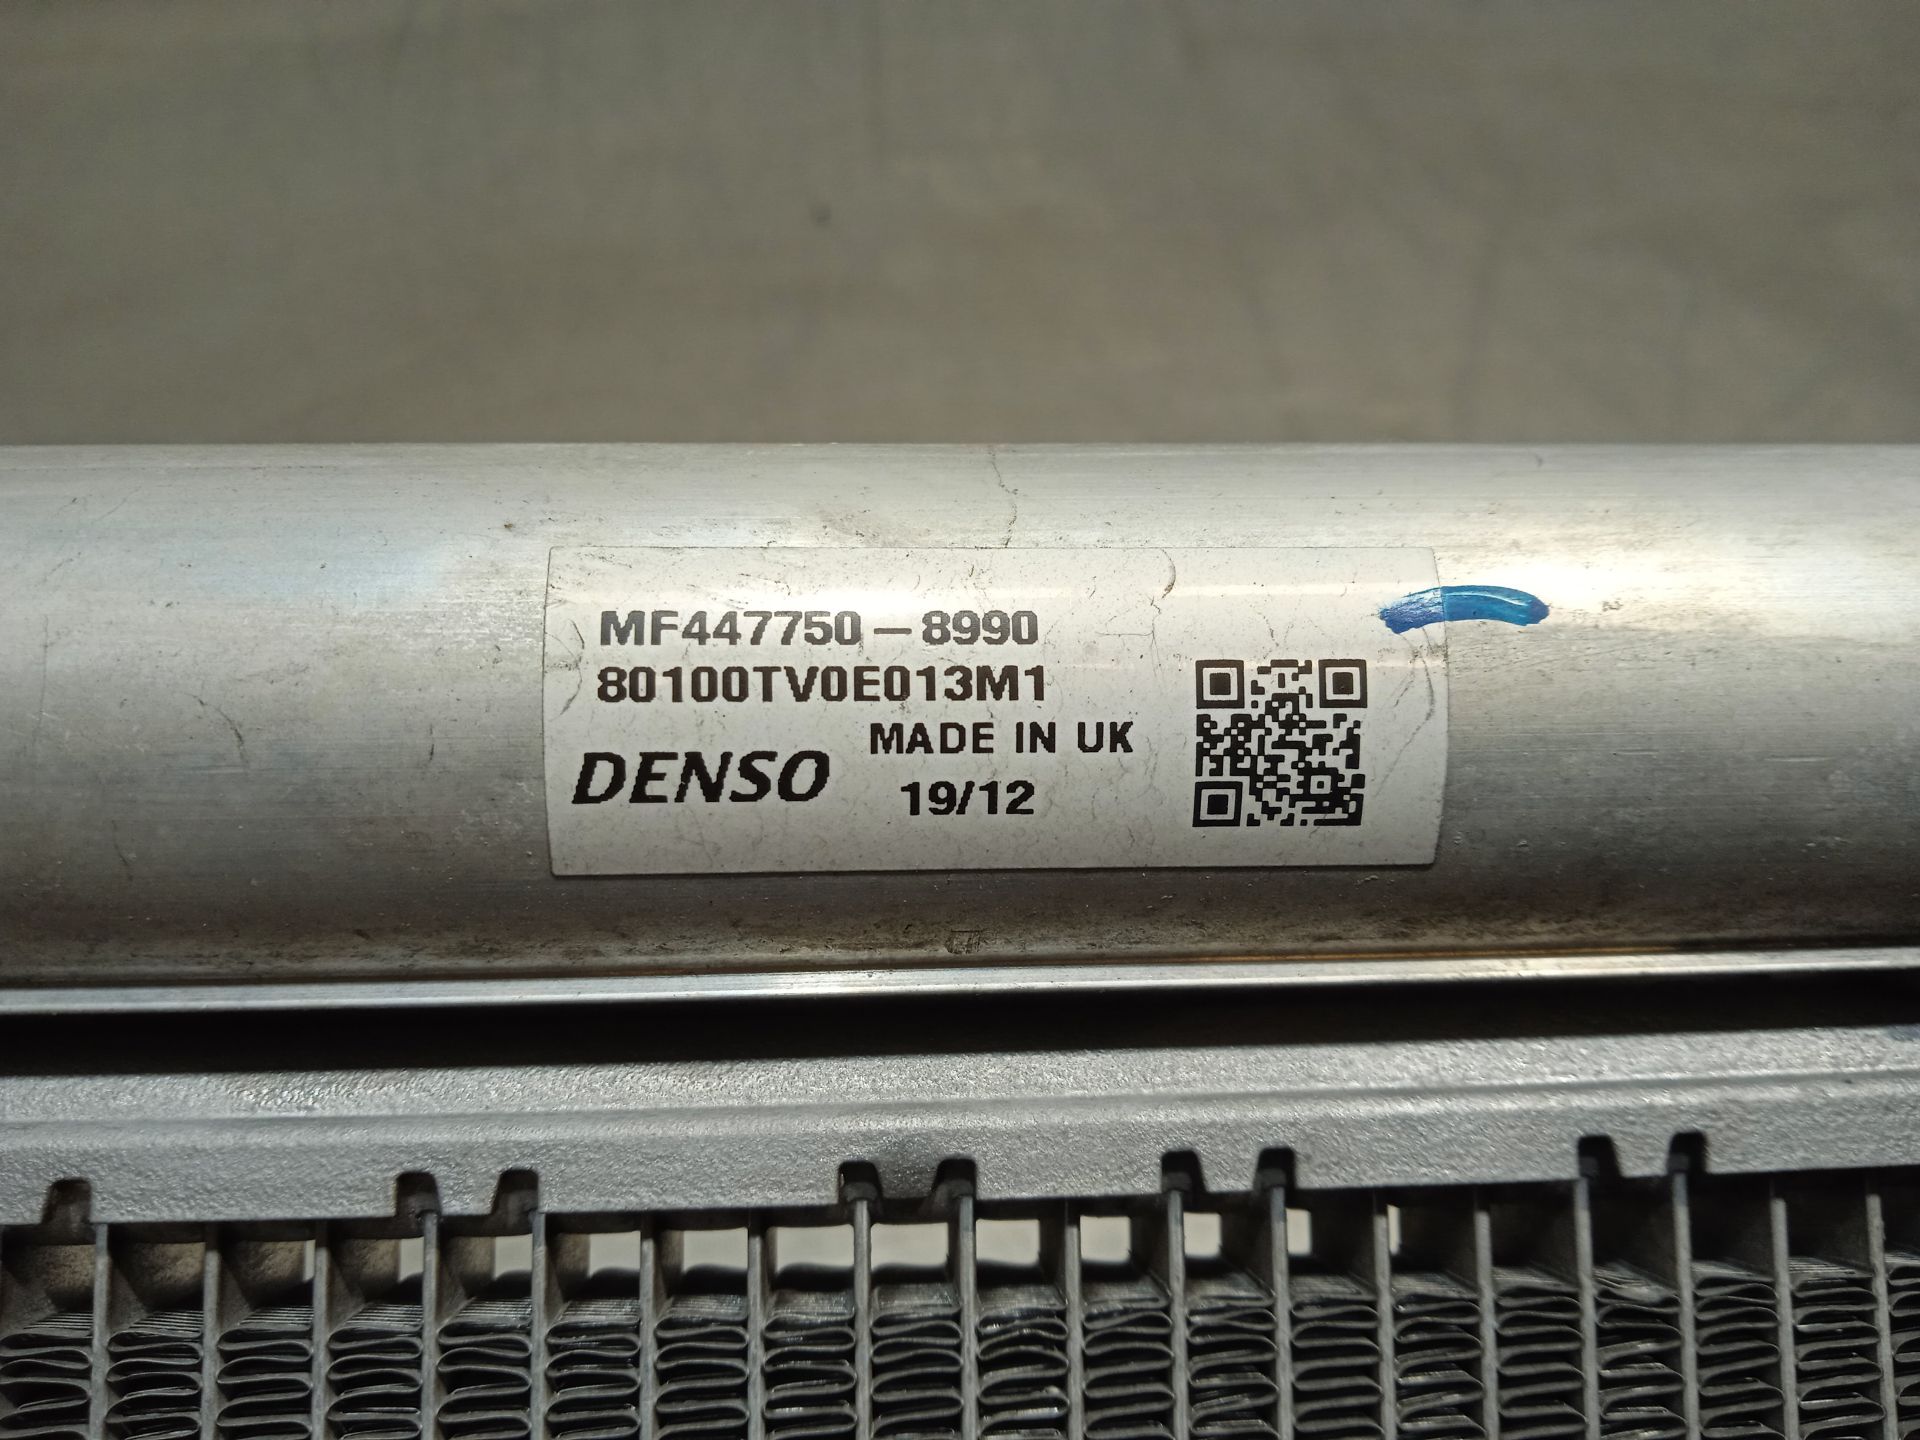 MF447750-8990
80100TV0E013M1
MADE IN UK
DENSO
19/12